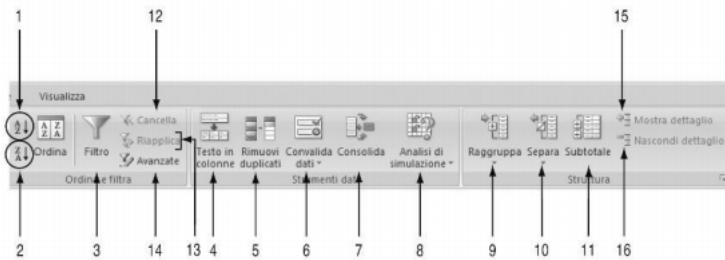 1 12 15
Visualizza
Cancella
Riapplica
Avanzate
Ordina
Filtro
Testo in colonne
Rimuovi duplicati
Convalida dati
Consolida
Analisi di simulazione
Raggruppa
Separa
Subtotale
Mostra dettaglio
Nascondi dettaglio
Ordina e filtra
Strumenti dati
Struttura
2 3 14 13 4 5 6 7 8 9 10 11 16